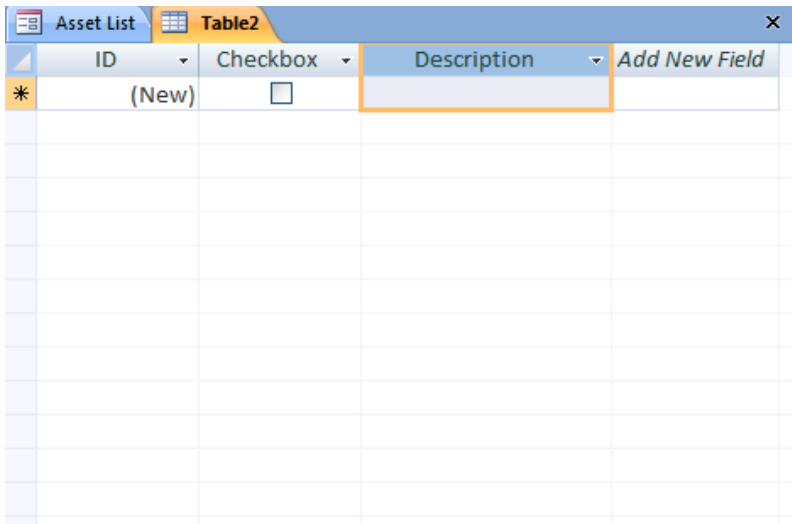 Asset List Table2
ID Checkbox Description Add New Field
(New)